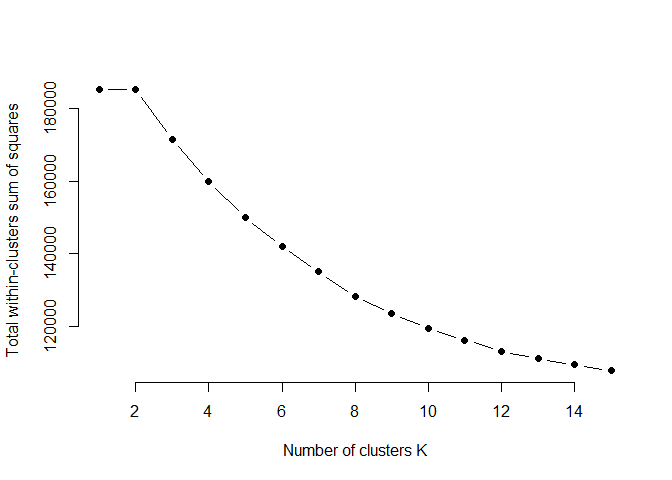 Total within-clusters sum of squares
180000
160000
140000
120000
2 4 6 8 10 12 14
Number of clusters K